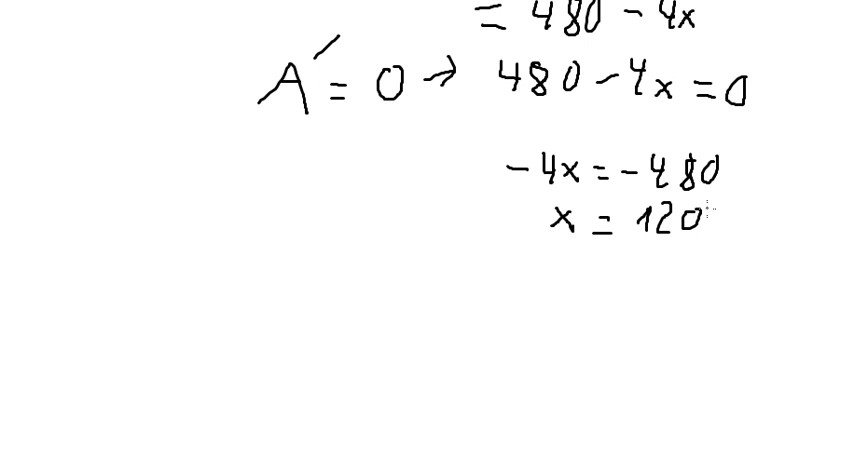 = 480 - 4x
A′ = 0 → 480 - 4x = 0
- 4x = - 480
x = 120